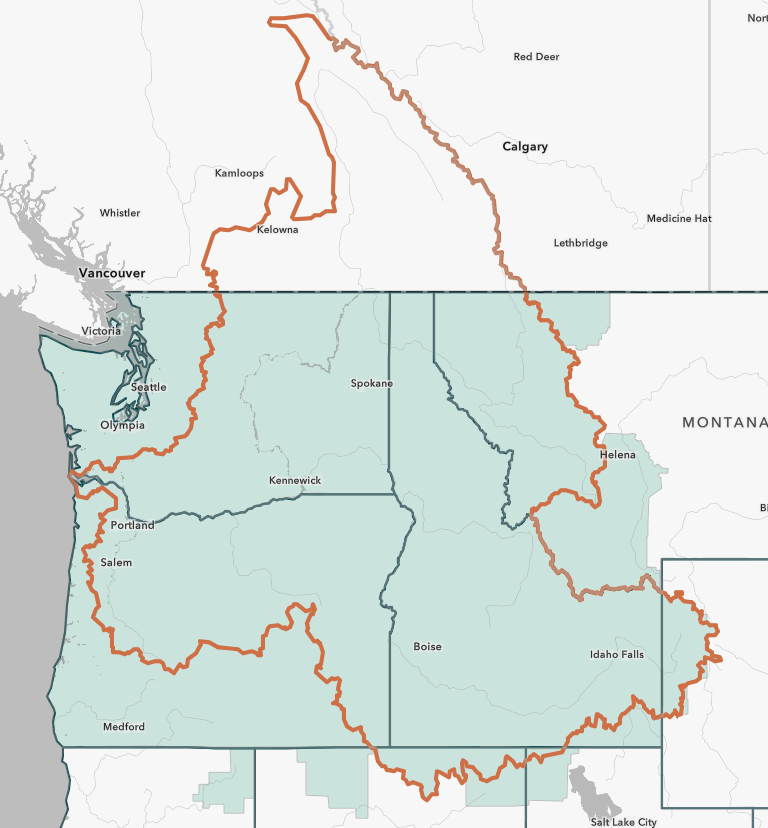 Nort
Red Deer
Calgary
Kamloops
Whistler
Medicine Hat
Kelowna
Lethbridge
Vancouver
Victoria
Spokane
Seattle
Olympia
MONTANA
Helena
Kennewick
Bi
Portland
Salem
Boise
Idaho Falls
Medford
Salt Lake City